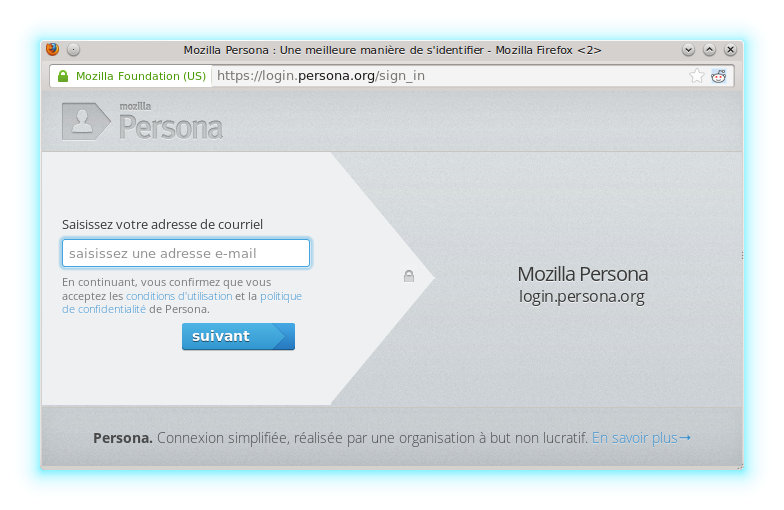 Mozilla Persona : Une meilleure manière de s'identifier - Mozilla Firefox <2>
Mozilla Foundation (US) https://login.persona.org/sign_in
mozilla
Persona
Saisissez votre adresse de courriel
saisissez une adresse e-mail
En continuant, vous confirmez que vous
acceptez les conditions d'utilisation et la politique
de confidentialité de Persona.
suivant
Mozilla Persona
login.persona.org
Persona. Connexion simplifiée, réalisée par une organisation à but non lucratif. En savoir plus→